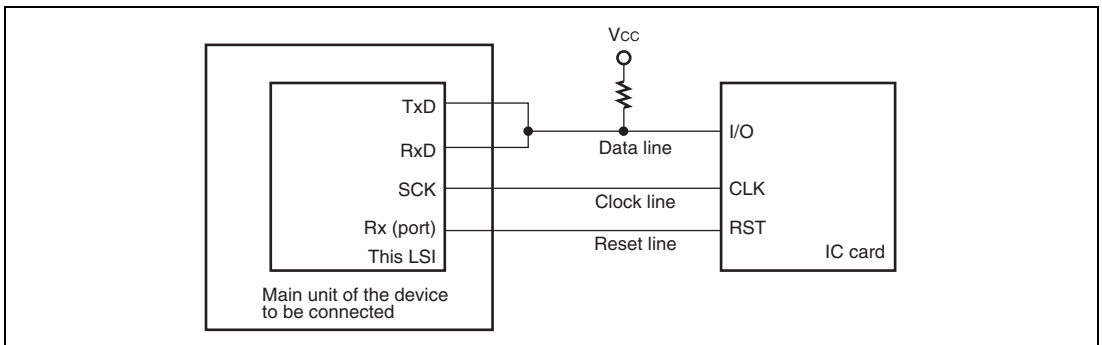 Vcc
TxD
RxD
SCK
Rx (port)
This LSI
Main unit of the device
to be connected
Data line
Clock line
Reset line
I/O
CLK
RST
IC card